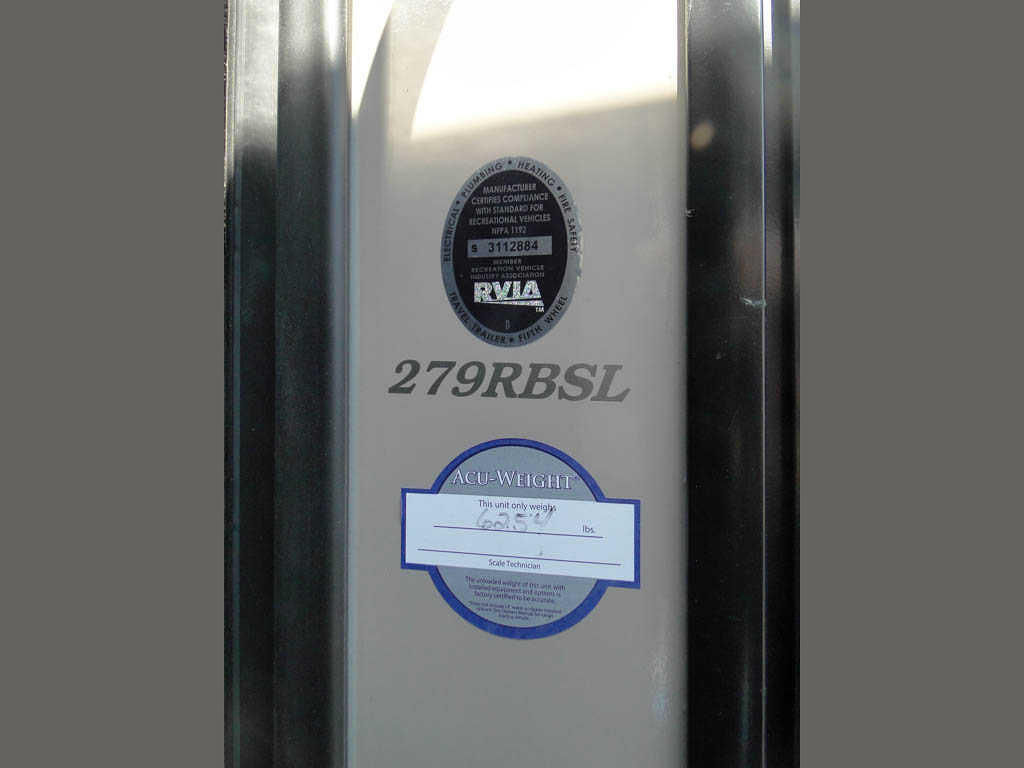 ELECTRICAL • PLUMBING • HEATING • FIRE SAFETY
MANUFACTURER
CERTIFIES COMPLIANCE
WITH STANDARD FOR
RECREATIONAL VEHICLES
NFPA 1192
S 3112884
MEMBER
RECREATION VEHICLE
INDUSTRY ASSOCIATION
RVIA
TM
TRAVEL TRAILER • FIFTH WHEEL
279RBSL
ACU-WEIGHT
This unit only weighs
6254 lbs.
Scale Technician
The unloaded weight of this unit with
installed equipment and options is
factory certified to be accurate.